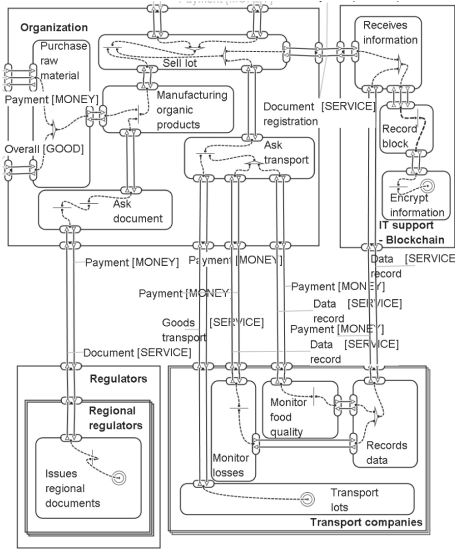 Organization
Purchase
raw
material
Payment [MONEY]
Overall [GOOD]
Sell lot
Manufacturing
organic
products
Ask
document
Ask
transport
Document [SERVICE]
registration
Receives
information
Record
block
Encrypt
information
IT support
- Blockchain
Payment [MONEY]
Payment [MONEY]
Data [SERVICE
record
Payment [MONEY]
Payment [MONEY]
Data [SERVICE]
record
Goods [SERVICE]
transport
Payment [MONEY]
Data [SERVICE]
record
Document [SERVICE]
Regulators
Regional
regulators
Issues
regional
documents
Monitor
food
quality
Monitor
losses
Records
data
Transport
lots
Transport companies